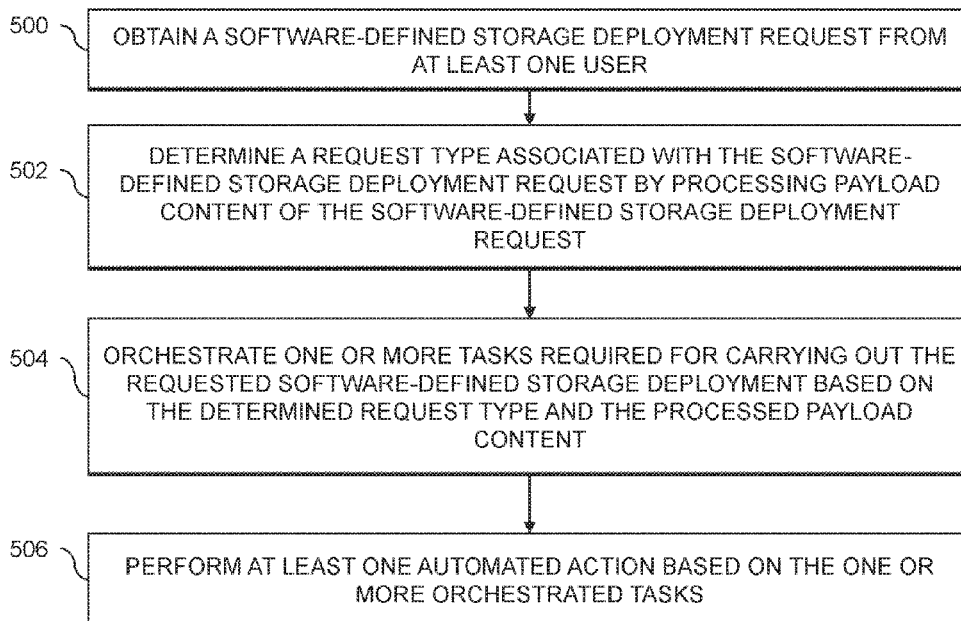 500
OBTAIN A SOFTWARE-DEFINED STORAGE DEPLOYMENT REQUEST FROM
AT LEAST ONE USER
502
DETERMINE A REQUEST TYPE ASSOCIATED WITH THE SOFTWARE-
DEFINED STORAGE DEPLOYMENT REQUEST BY PROCESSING PAYLOAD
CONTENT OF THE SOFTWARE-DEFINED STORAGE DEPLOYMENT
REQUEST
504
ORCHESTRATE ONE OR MORE TASKS REQUIRED FOR CARRYING OUT THE
REQUESTED SOFTWARE-DEFINED STORAGE DEPLOYMENT BASED ON
THE DETERMINED REQUEST TYPE AND THE PROCESSED PAYLOAD
CONTENT
506
PERFORM AT LEAST ONE AUTOMATED ACTION BASED ON THE ONE OR
MORE ORCHESTRATED TASKS